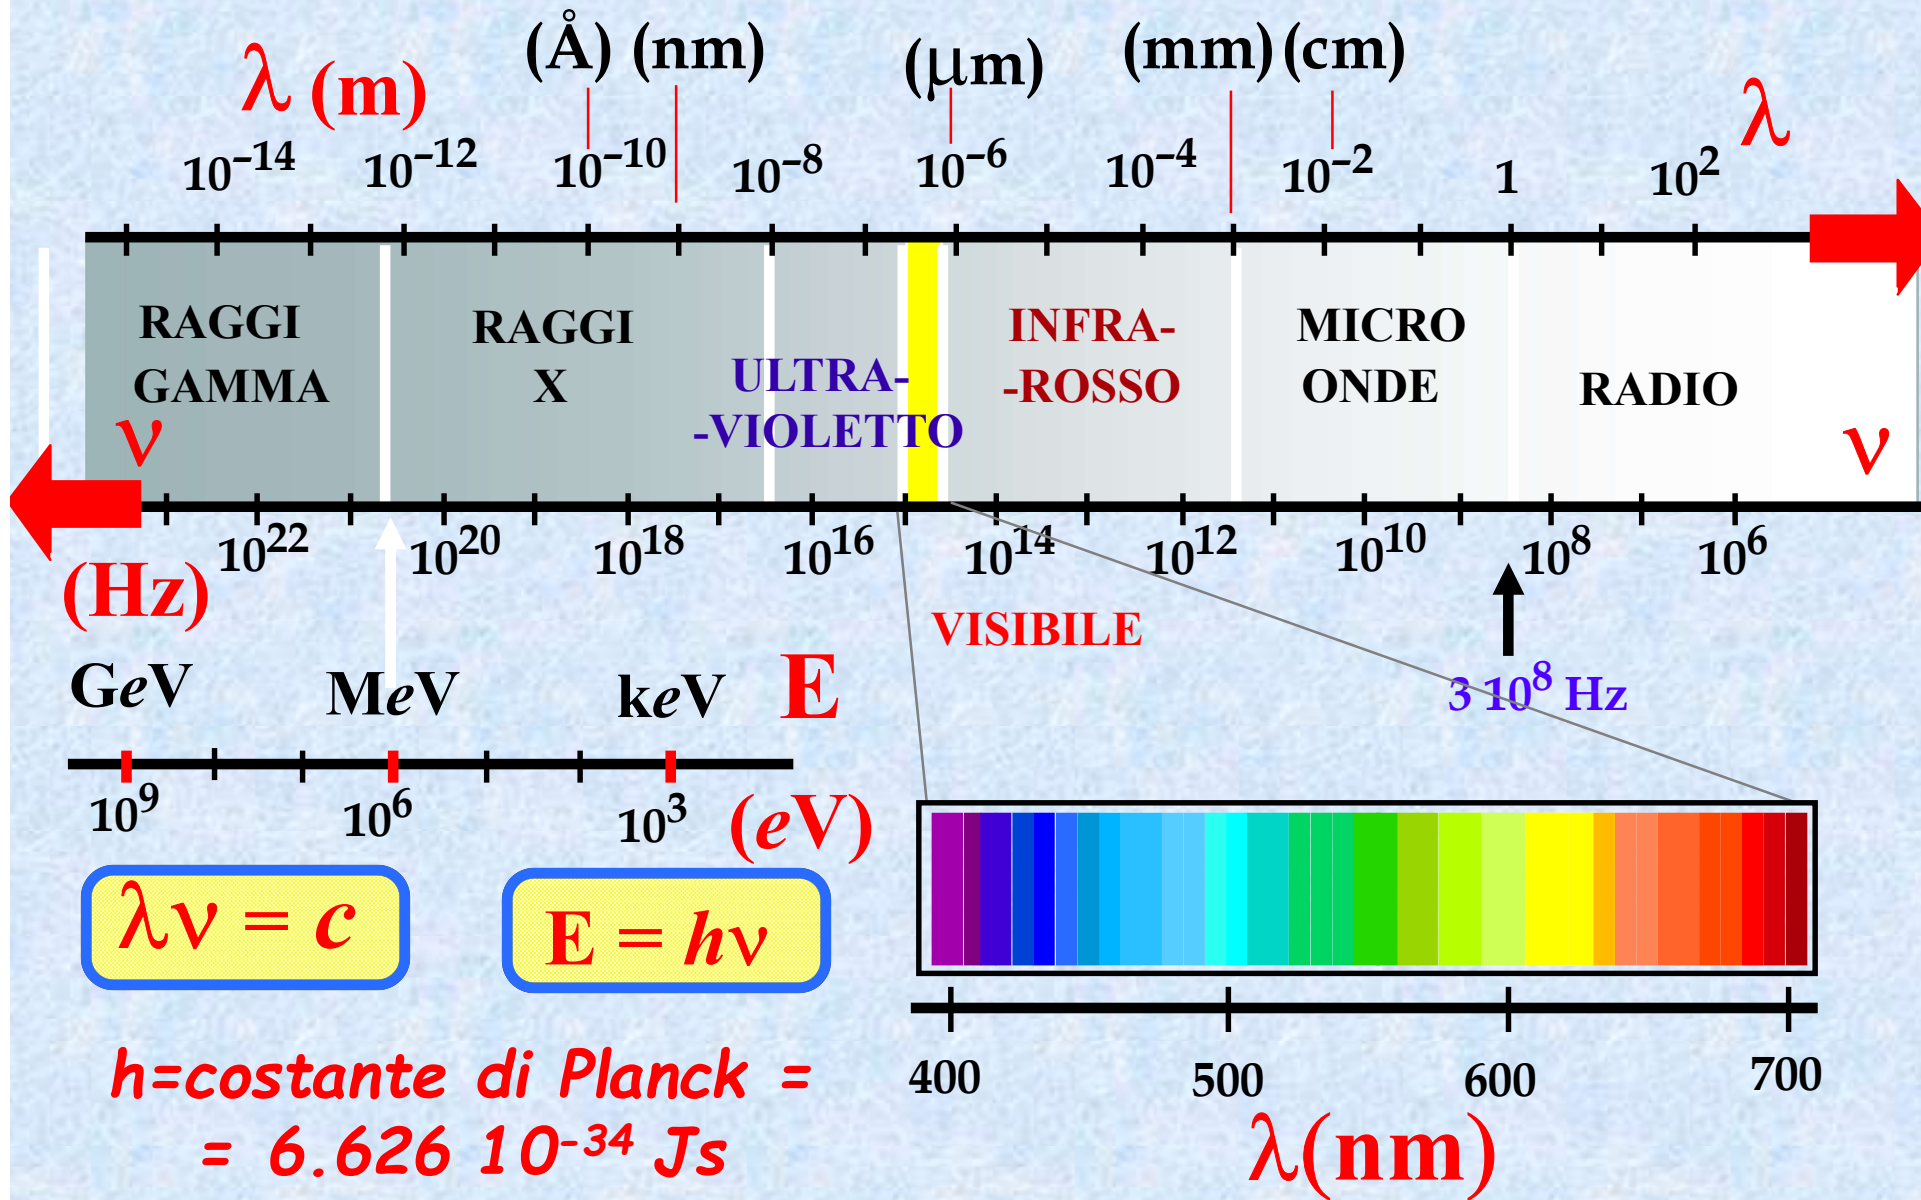 λ (m) (Å) (nm) (μm) (mm) (cm) λ
10⁻¹⁴ 10⁻¹² 10⁻¹⁰ 10⁻⁸ 10⁻⁶ 10⁻⁴ 10⁻² 1 10²
RAGGI
GAMMA
RAGGI
X
ULTRA-
-VIOLETTO
INFRA-
-ROSSO
MICRO
ONDE
RADIO
ν ν
10²² 10²⁰ 10¹⁸ 10¹⁶ 10¹⁴ 10¹² 10¹⁰ 10⁸ 10⁶
(Hz)
VISIBILE
3 10⁸ Hz
GeV MeV keV E
10⁹ 10⁶ 10³ (eV)
λν = c
E = hν
h=costante di Planck =
= 6.626 10⁻³⁴ Js
400 500 600 700
λ(nm)